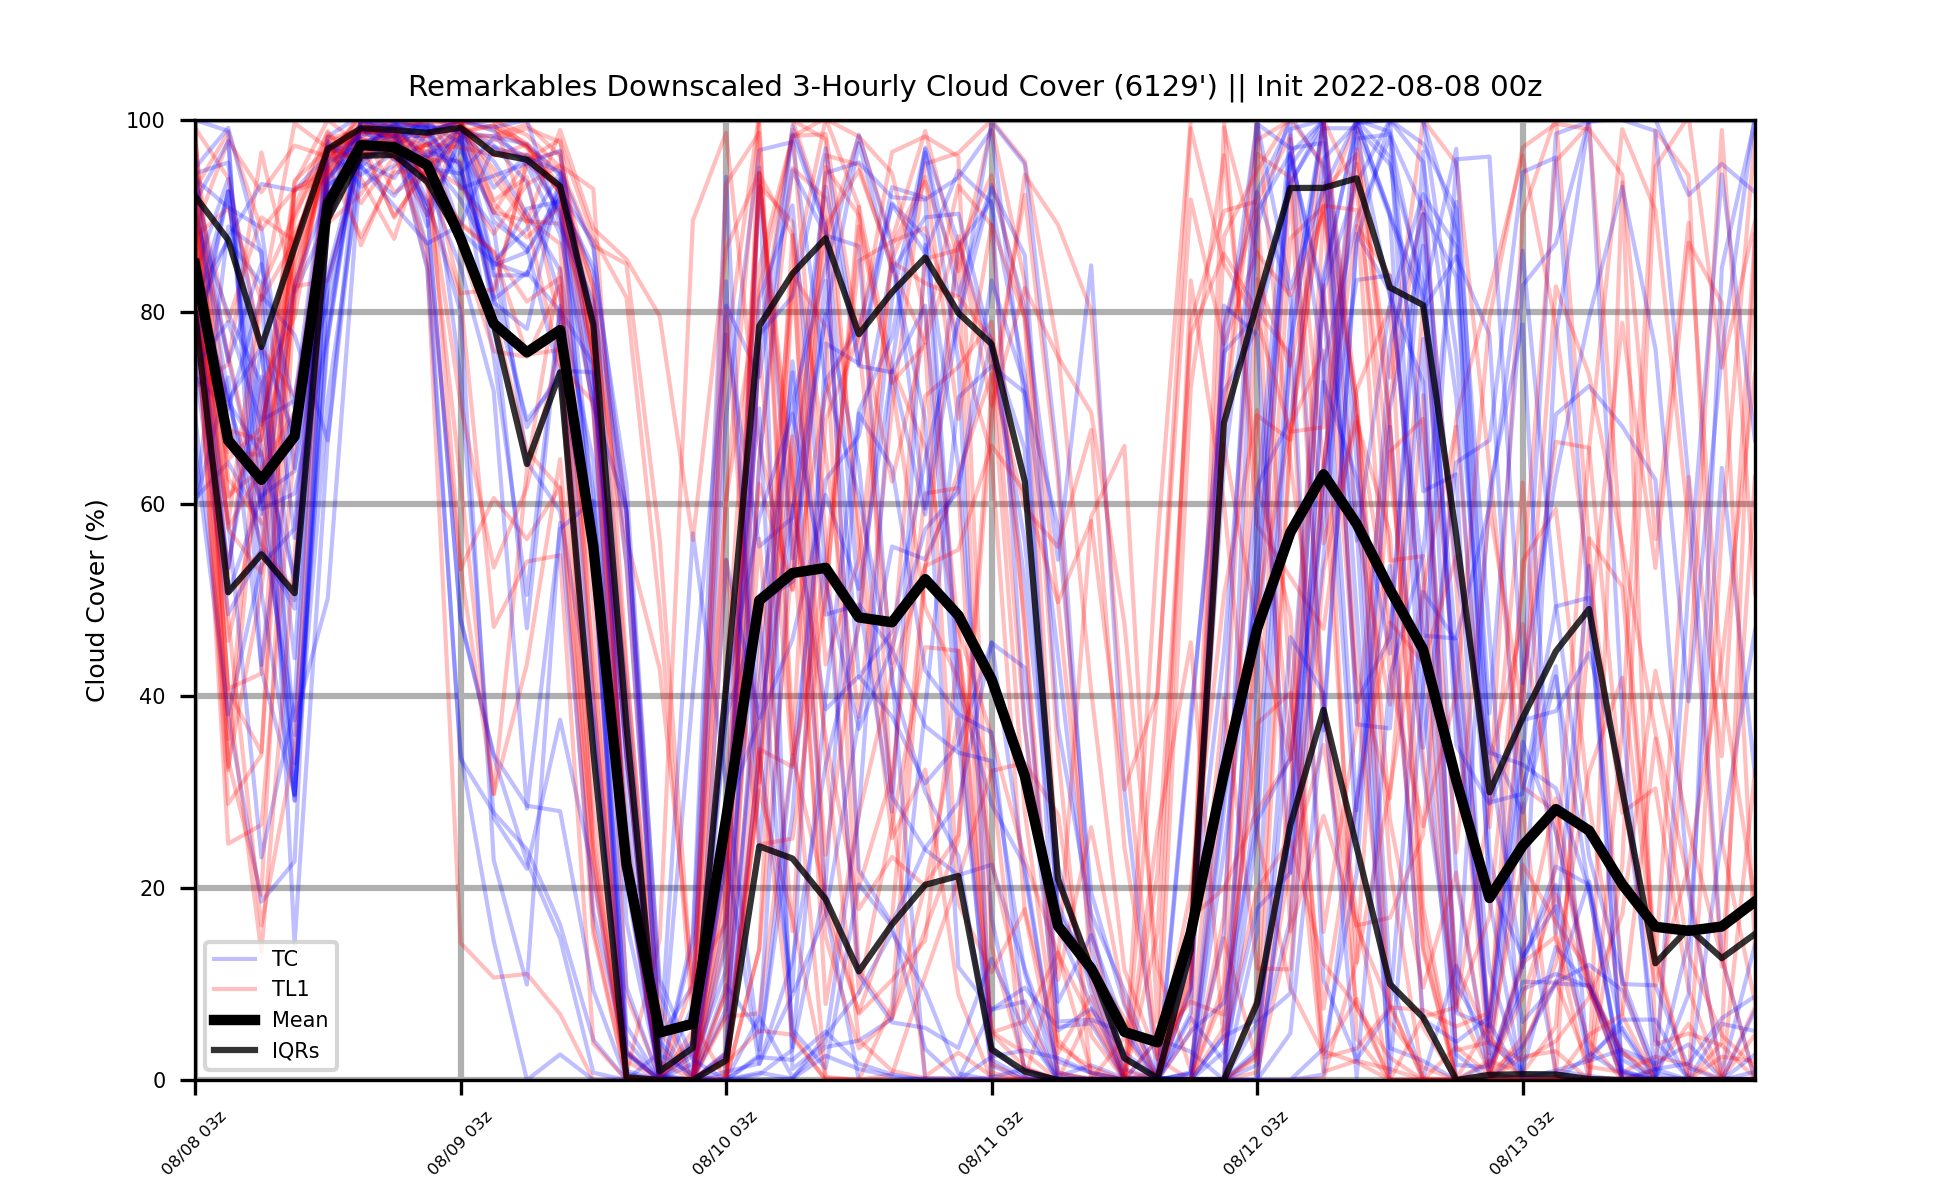 Remarkables Downscaled 3-Hourly Cloud Cover (6129') || Init 2022-08-08 00z
Cloud Cover (%)
100
80
60
40
20
0
TC
TL1
Mean
IQRs
08/08 03z
08/09 03z
08/10 03z
08/11 03z
08/12 03z
08/13 03z